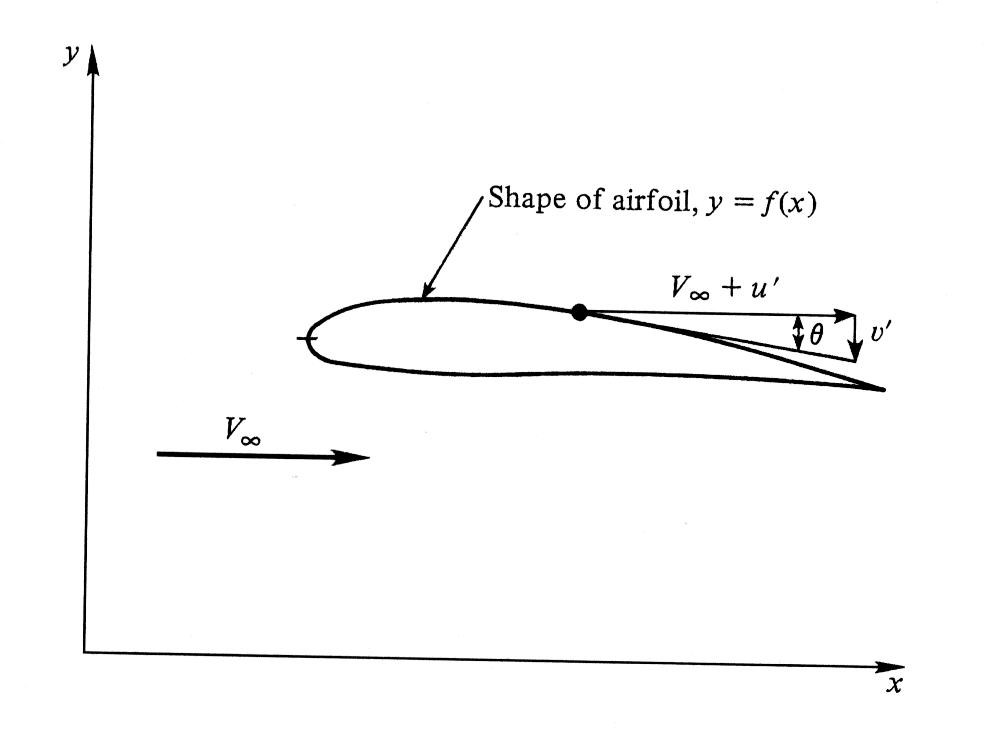 y
Shape of airfoil, y = f(x)
V∞ + u′
θ
v′
V∞
x